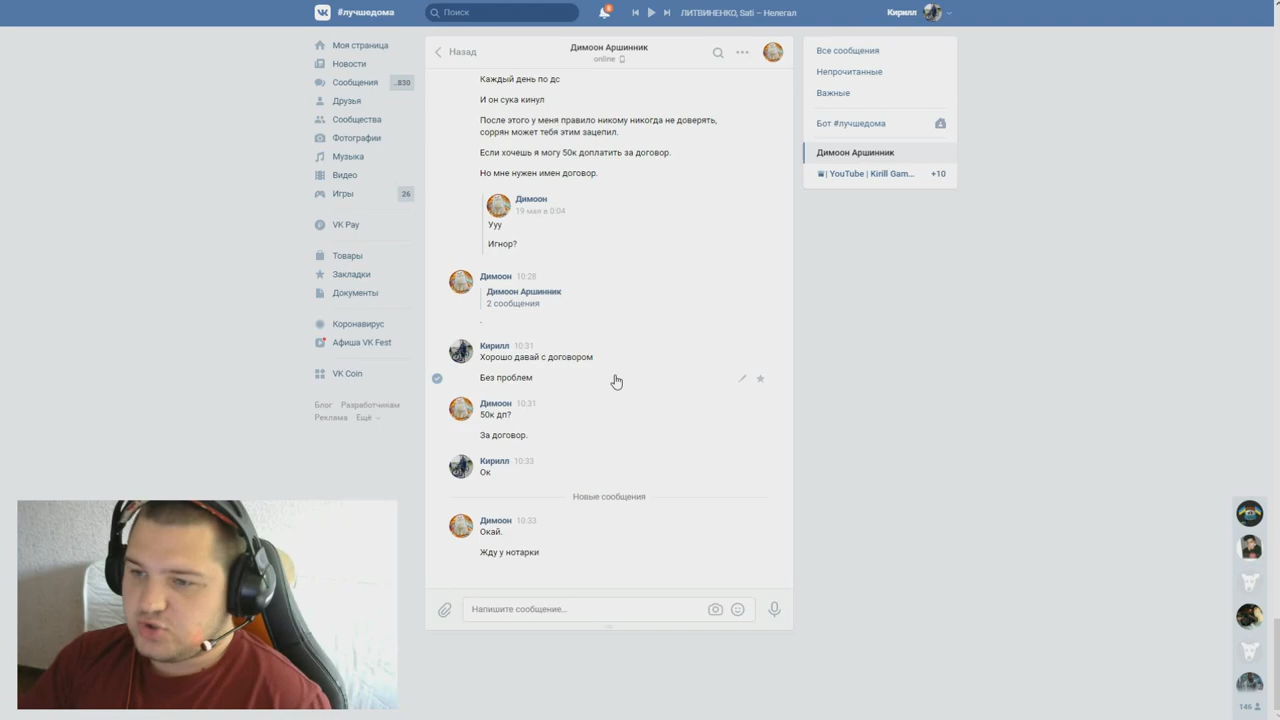 #лучшедома
Поиск
8
ЛИТВИНЕНКО, Sati – Нелегал
Кирилл
Моя страница
Новости
Сообщения
..830
Друзья
Сообщества
Фотографии
Музыка
Видео
Игры
26
VK Pay
Товары
Закладки
Документы
Коронавирус
Афиша VK Fest
VK Coin
Блог Разработчикам
Реклама Ещё
Назад
Димоон Аршинник
online
Каждый день по дс
И он сука кинул
После этого у меня правило никому никогда не доверять,
соррян может тебя этим зацепил.
Если хочешь я могу 50к доплатить за договор.
Но мне нужен имен договор.
Димоон
19 мая в 0:04
Ууу
Игнор?
Димоон 10:28
Димоон Аршинник
2 сообщения
.
Кирилл 10:31
Хорошо давай с договором
Без проблем
Димоон 10:31
50к дп?
За договор.
Кирилл 10:33
Ок
Новые сообщения
Димоон 10:33
Окай.
Жду у нотарки
Напишите сообщение...
Все сообщения
Непрочитанные
Важные
Бот #лучшедома
Димоон Аршинник
| YouTube | Kirill Gam... +10
146